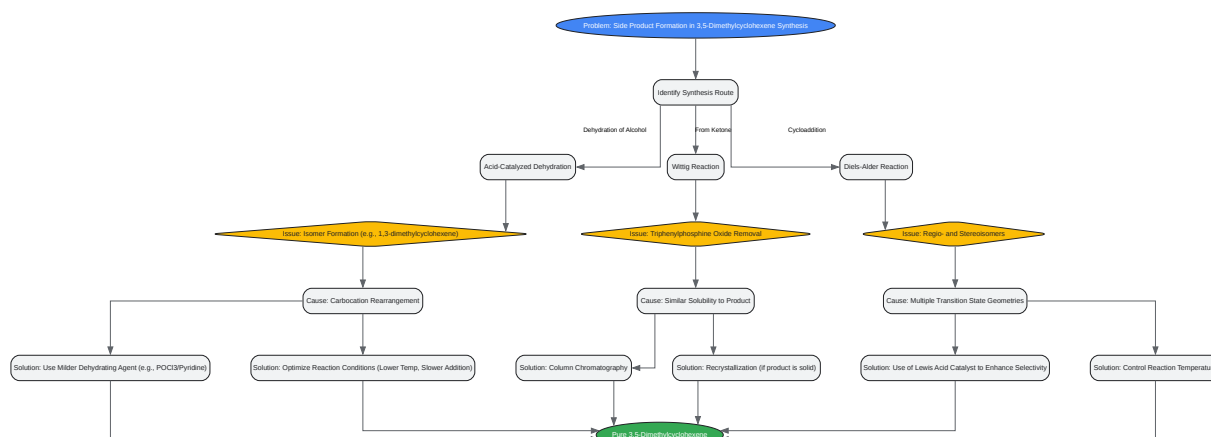 Problem: Side Product Formation in 3,5-Dimethylcyclohexene Synthesis
Identify Synthesis Route
Dehydration of Alcohol
From Ketone
Cycloaddition
Acid-Catalyzed Dehydration
Wittig Reaction
Diels-Alder Reaction
Issue: Isomer Formation (e.g., 1,3-dimethylcyclohexene)
Issue: Triphenylphosphine Oxide Removal
Issue: Regio- and Stereoisomers
Cause: Carbocation Rearrangement
Cause: Similar Solubility to Product
Cause: Multiple Transition State Geometries
Solution: Use Milder Dehydrating Agent (e.g., POCl3/Pyridine)
Solution: Optimize Reaction Conditions (Lower Temp, Slower Addition)
Solution: Column Chromatography
Solution: Recrystallization (if product is solid)
Solution: Use of Lewis Acid Catalyst to Enhance Selectivity
Solution: Control Reaction
Pure 3,5-Dimethylcyclohexene